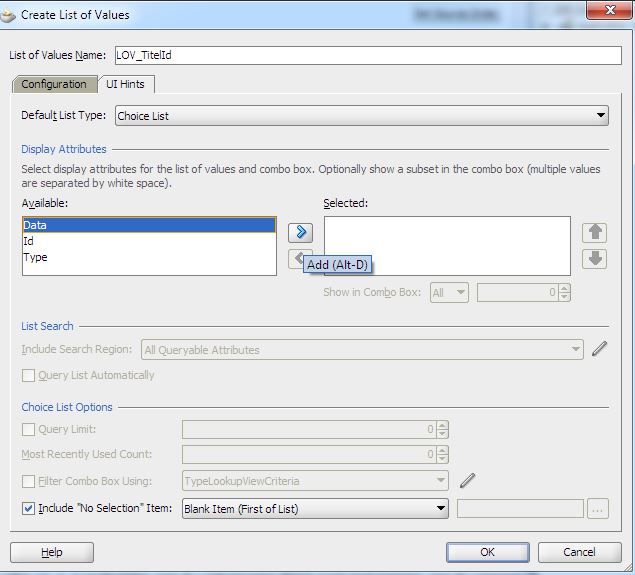 Create List of Values
List of Values Name: LOV_TitelId
Configuration UI Hints
Default List Type: Choice List
Display Attributes
Select display attributes for the list of values and combo box. Optionally show a subset in the combo box (multiple values
are separated by white space).
Available: Selected:
Data
Id
Type
Add (Alt-D)
Show in Combo Box: All 0
List Search
Include Search Region: All Queryable Attributes
Query List Automatically
Choice List Options
Query Limit: 0
Most Recently Used Count: 0
Filter Combo Box Using: TypeLookupViewCriteria
Include "No Selection" Item: Blank Item (First of List) ...
Help OK Cancel